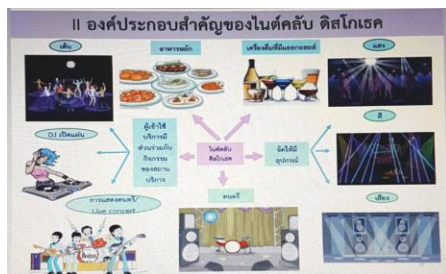 II องค์ประกอบสำคัญของไนต์คลับ ดิสโกเธค
เต้น
อาหารหลัก
เครื่องดื่มที่มีแอลกอฮอล์
แสง
DJ เปิดแผ่น
ผู้เข้าใช้
บริการมี
ส่วนร่วมกับ
กิจกรรม
ของสถาน
บริการ
ไนต์คลับ
ดิสโกเธค
จัดให้มี
อุปกรณ์
สี
การแสดงดนตรี/
Live concert
ดนตรี
เสียง